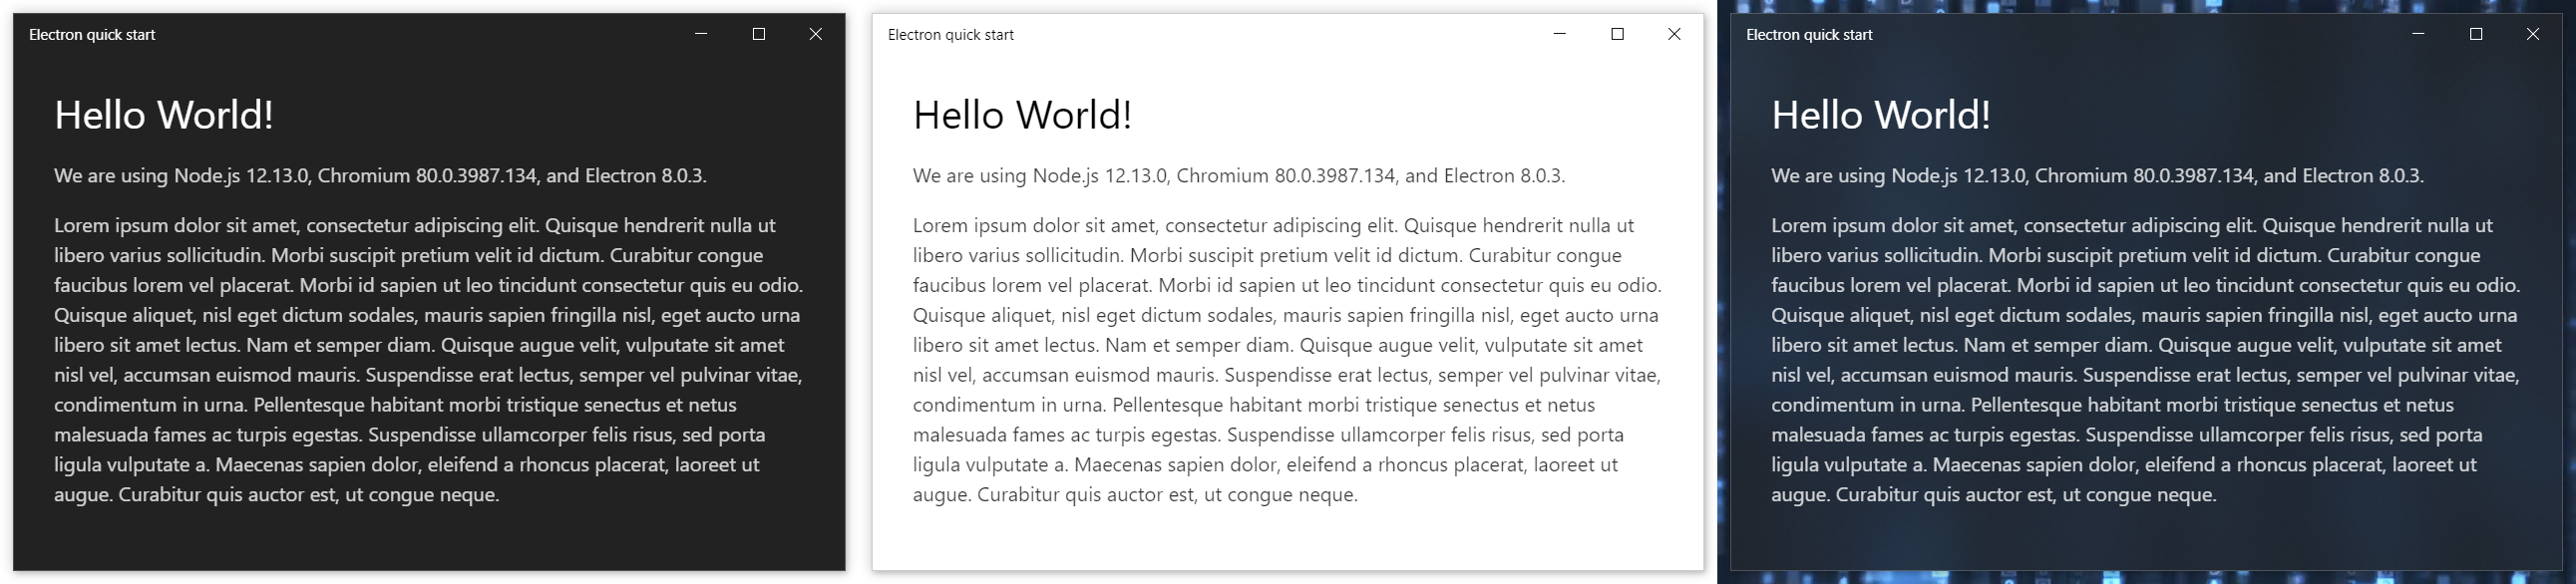 Electron quick start
Hello World!
We are using Node.js 12.13.0, Chromium 80.0.3987.134, and Electron 8.0.3.
Lorem ipsum dolor sit amet, consectetur adipiscing elit. Quisque hendrerit nulla ut
libero varius sollicitudin. Morbi suscipit pretium velit id dictum. Curabitur congue
faucibus lorem vel placerat. Morbi id sapien ut leo tincidunt consectetur quis eu odio.
Quisque aliquet, nisl eget dictum sodales, mauris sapien fringilla nisl, eget aucto urna
libero sit amet lectus. Nam et semper diam. Quisque augue velit, vulputate sit amet
nisl vel, accumsan euismod mauris. Suspendisse erat lectus, semper vel pulvinar vitae,
condimentum in urna. Pellentesque habitant morbi tristique senectus et netus
malesuada fames ac turpis egestas. Suspendisse ullamcorper felis risus, sed porta
ligula vulputate a. Maecenas sapien dolor, eleifend a rhoncus placerat, laoreet ut
augue. Curabitur quis auctor est, ut congue neque.
Electron quick start
Hello World!
We are using Node.js 12.13.0, Chromium 80.0.3987.134, and Electron 8.0.3.
Lorem ipsum dolor sit amet, consectetur adipiscing elit. Quisque hendrerit nulla ut
libero varius sollicitudin. Morbi suscipit pretium velit id dictum. Curabitur congue
faucibus lorem vel placerat. Morbi id sapien ut leo tincidunt consectetur quis eu odio.
Quisque aliquet, nisl eget dictum sodales, mauris sapien fringilla nisl, eget aucto urna
libero sit amet lectus. Nam et semper diam. Quisque augue velit, vulputate sit amet
nisl vel, accumsan euismod mauris. Suspendisse erat lectus, semper vel pulvinar vitae,
condimentum in urna. Pellentesque habitant morbi tristique senectus et netus
malesuada fames ac turpis egestas. Suspendisse ullamcorper felis risus, sed porta
ligula vulputate a. Maecenas sapien dolor, eleifend a rhoncus placerat, laoreet ut
augue. Curabitur quis auctor est, ut congue neque.
Electron quick start
Hello World!
We are using Node.js 12.13.0, Chromium 80.0.3987.134, and Electron 8.0.3.
Lorem ipsum dolor sit amet, consectetur adipiscing elit. Quisque hendrerit nulla ut
libero varius sollicitudin. Morbi suscipit pretium velit id dictum. Curabitur congue
faucibus lorem vel placerat. Morbi id sapien ut leo tincidunt consectetur quis eu odio.
Quisque aliquet, nisl eget dictum sodales, mauris sapien fringilla nisl, eget aucto urna
libero sit amet lectus. Nam et semper diam. Quisque augue velit, vulputate sit amet
nisl vel, accumsan euismod mauris. Suspendisse erat lectus, semper vel pulvinar vitae,
condimentum in urna. Pellentesque habitant morbi tristique senectus et netus
malesuada fames ac turpis egestas. Suspendisse ullamcorper felis risus, sed porta
ligula vulputate a. Maecenas sapien dolor, eleifend a rhoncus placerat, laoreet ut
augue. Curabitur quis auctor est, ut congue neque.